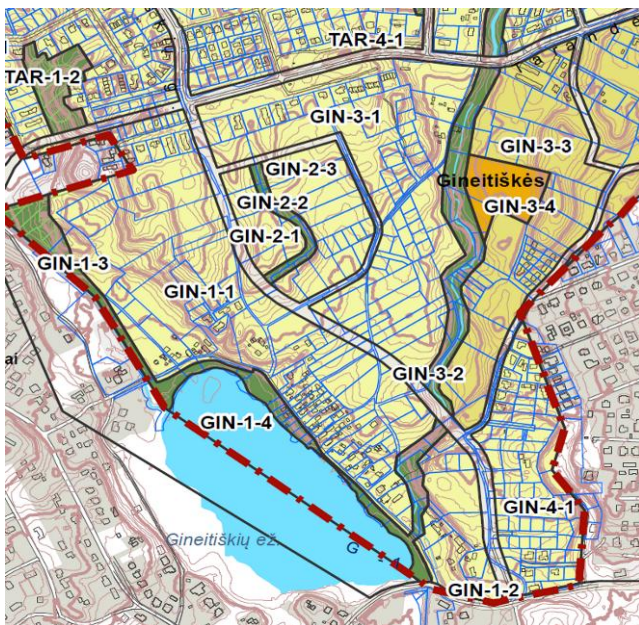 TAR-4-1
TAR-1-2
GIN-3-1
GIN-3-3
GIN-2-3
Gineitiškės
GIN-2-2
GIN-3-4
GIN-2-1
GIN-1-3
GIN-1-1
ai
GIN-3-2
GIN-1-4
GIN-4-1
Gineitiškių ež.
GIN-1-2